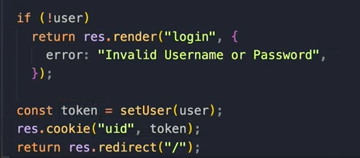 if (!user)
  return res.render("login", {
    error: "Invalid Username or Password",
  });

const token = setUser(user);
res.cookie("uid", token);
return res.redirect("/");